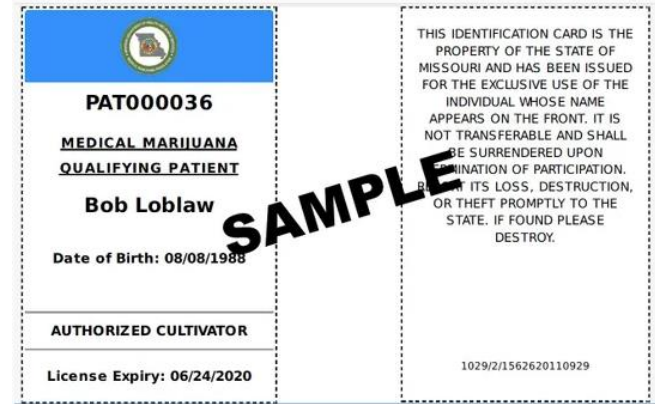 PAT000036
MEDICAL MARIJUANA
QUALIFYING PATIENT
Bob Loblaw
Date of Birth: 08/08/1988
AUTHORIZED CULTIVATOR
License Expiry: 06/24/2020
SAMPLE
THIS IDENTIFICATION CARD IS THE
PROPERTY OF THE STATE OF
MISSOURI AND HAS BEEN ISSUED
FOR THE EXCLUSIVE USE OF THE
INDIVIDUAL WHOSE NAME
APPEARS ON THE FRONT. IT IS
NOT TRANSFERABLE AND SHALL
BE SURRENDERED UPON
OF PARTICIPATION.
ITS LOSS, DESTRUCTION,
OR THEFT PROMPTLY TO THE
STATE. IF FOUND PLEASE
DESTROY.
1029/2/1562620110929